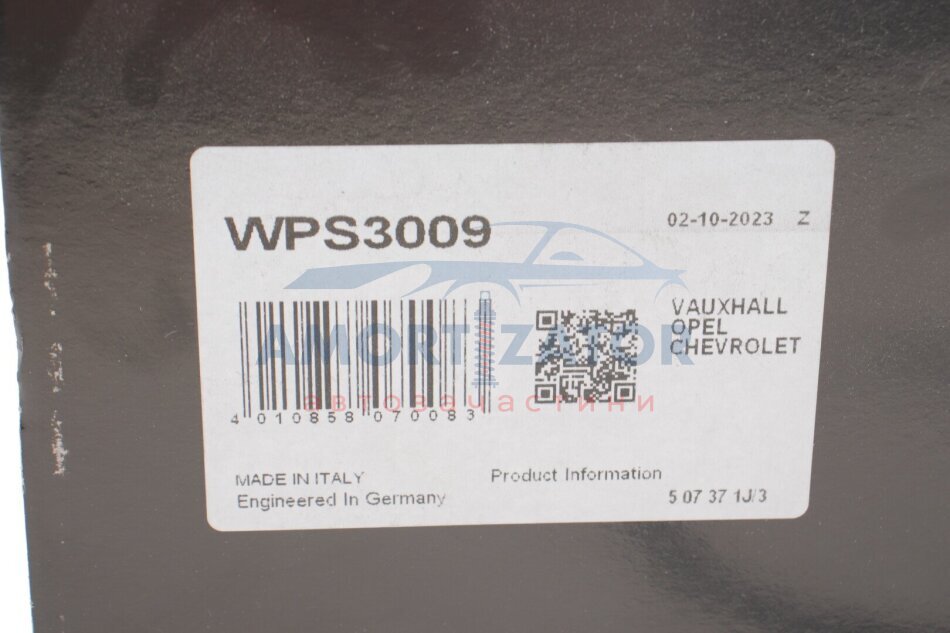 WPS3009
02-10-2023 Z
VAUXHALL
OPEL
CHEVROLET
AMORTIZATOR
автозачастини
4 010858 070083
MADE IN ITALY
Engineered In Germany
Product Information
5 07 37 1J/3